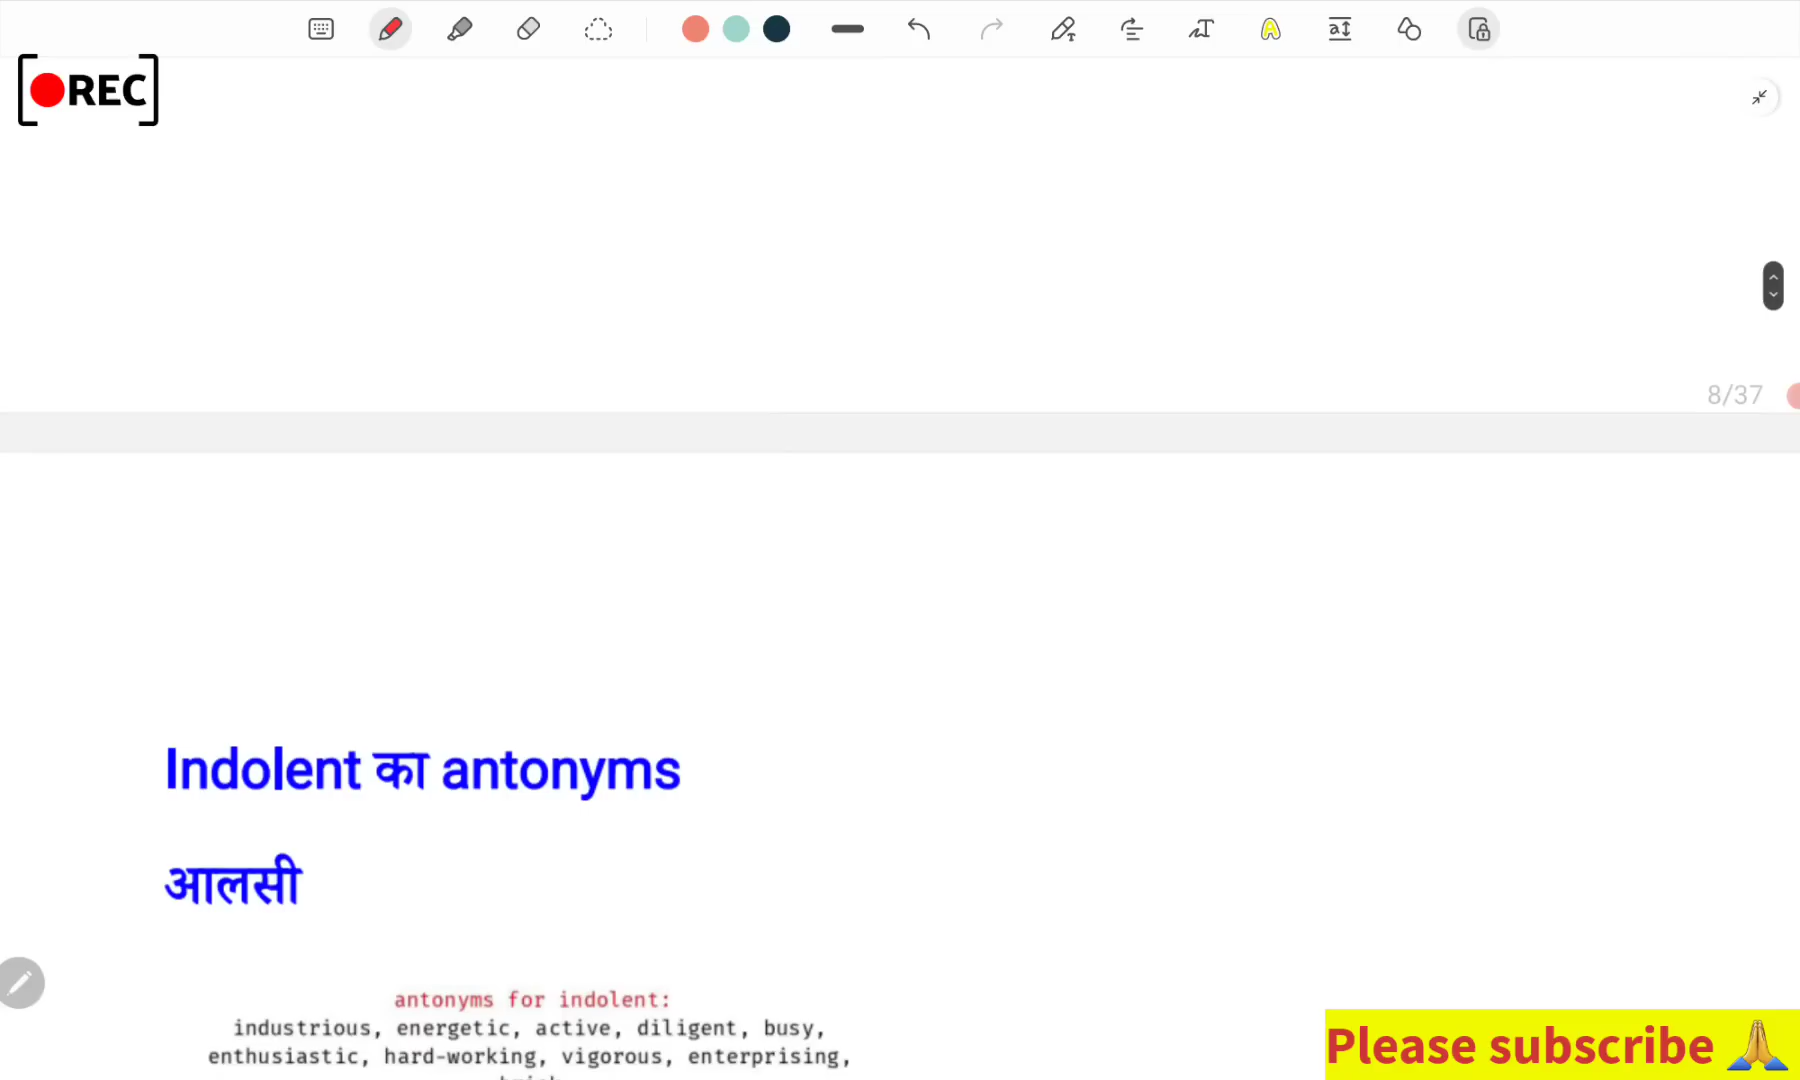 REC
8/37
Indolent का antonyms
आलसी
antonyms for indolent:
industrious, energetic, active, diligent, busy,
enthusiastic, hard-working, vigorous, enterprising,
Please subscribe 🙏